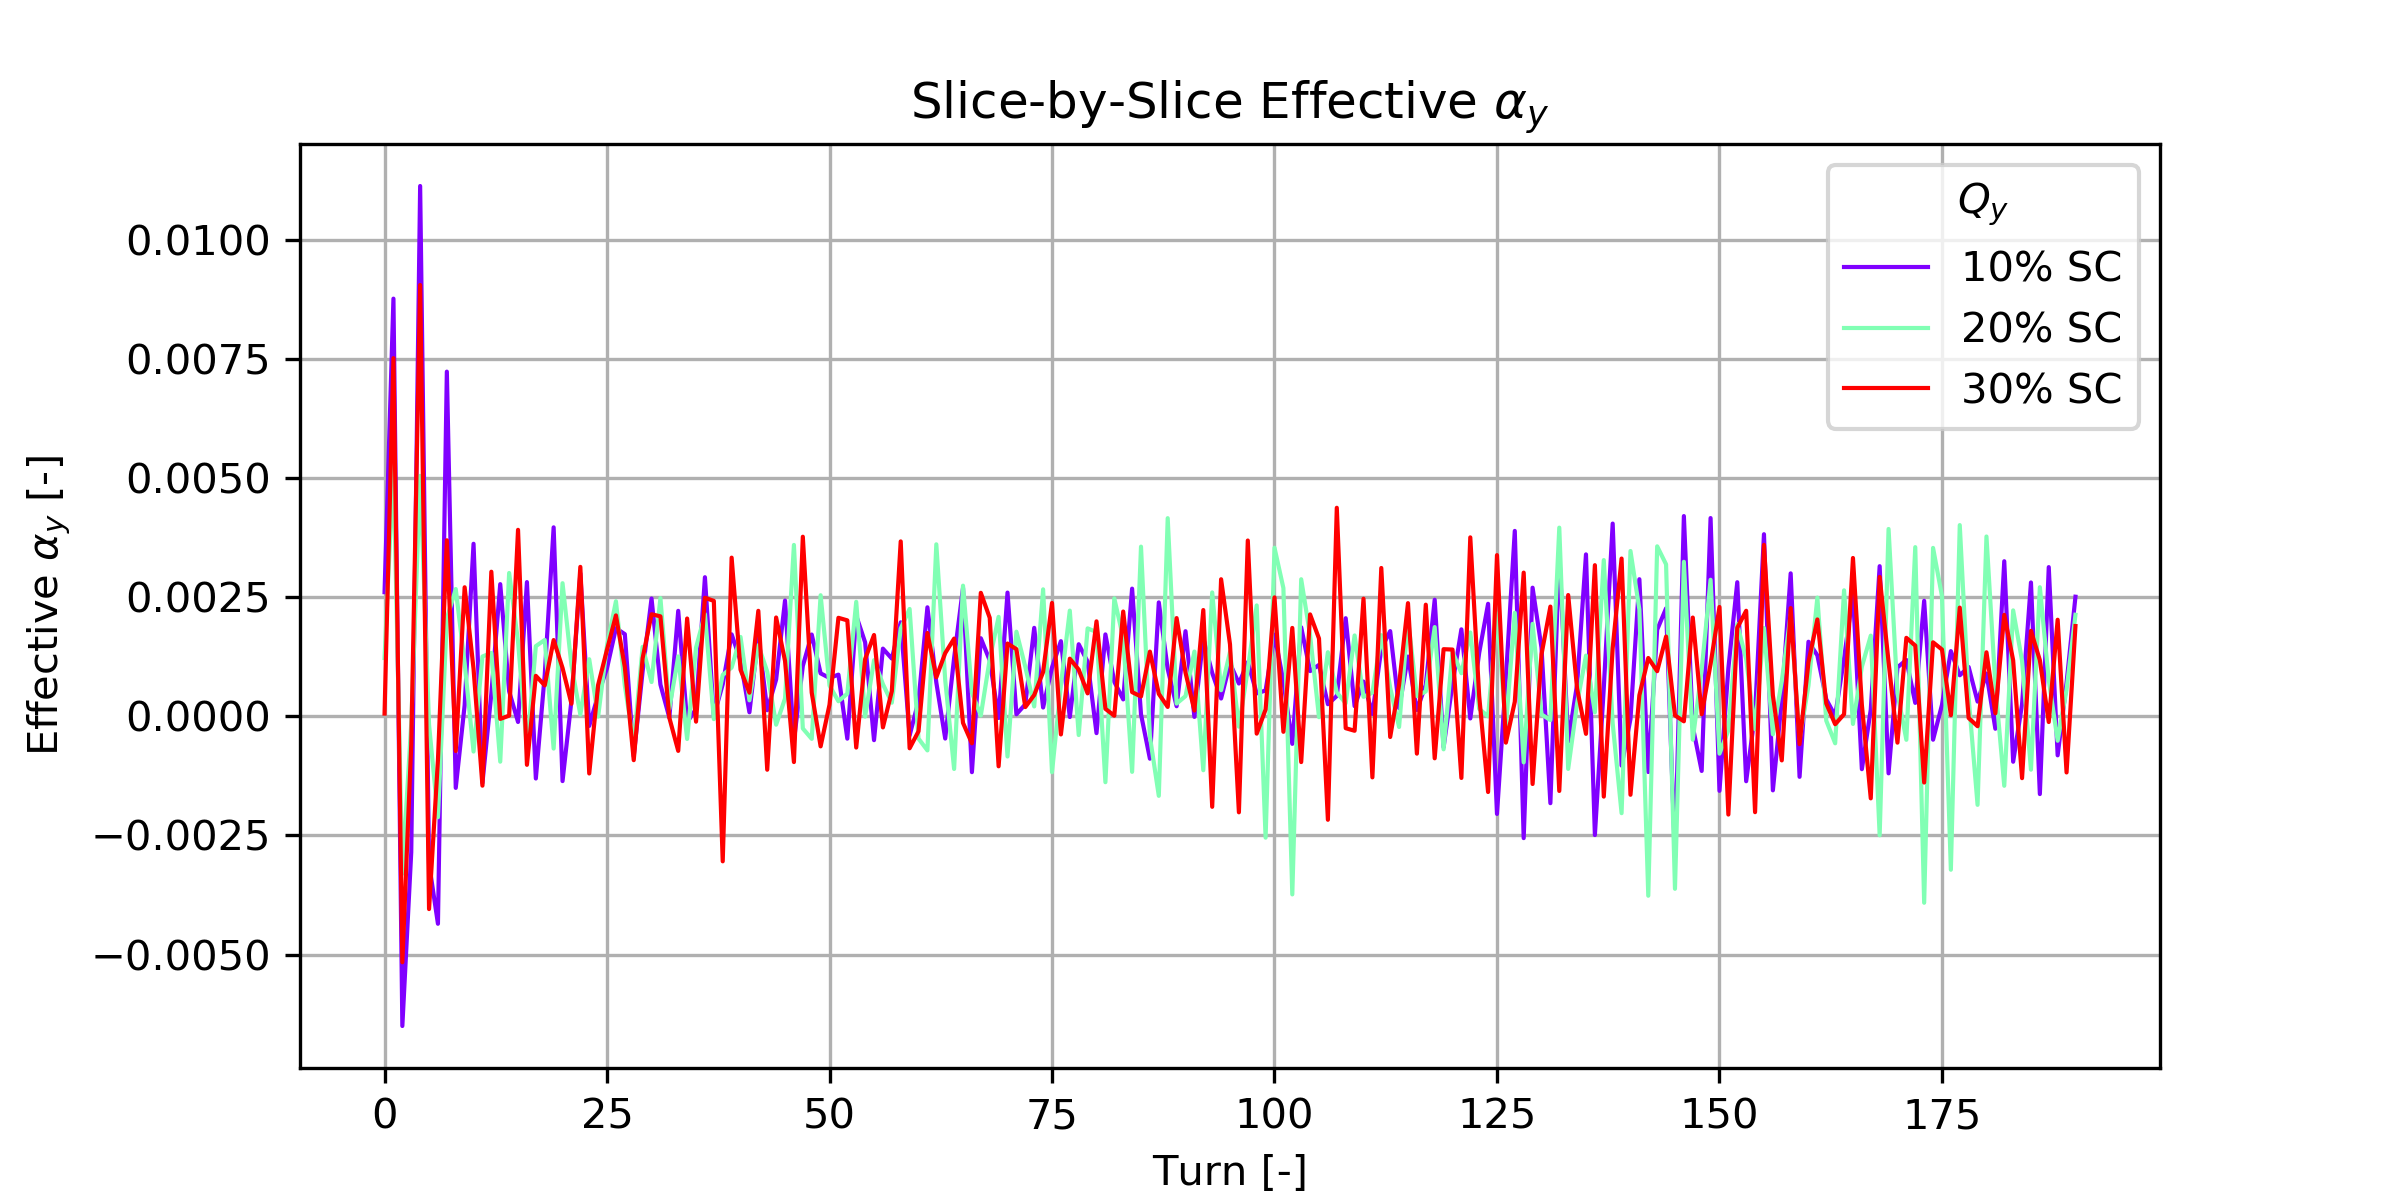 Slice-by-Slice Effective αy
Effective αy [-]
0.0100
0.0075
0.0050
0.0025
0.0000
−0.0025
−0.0050
Qy
10% SC
20% SC
30% SC
0 25 50 75 100 125 150 175
Turn [-]